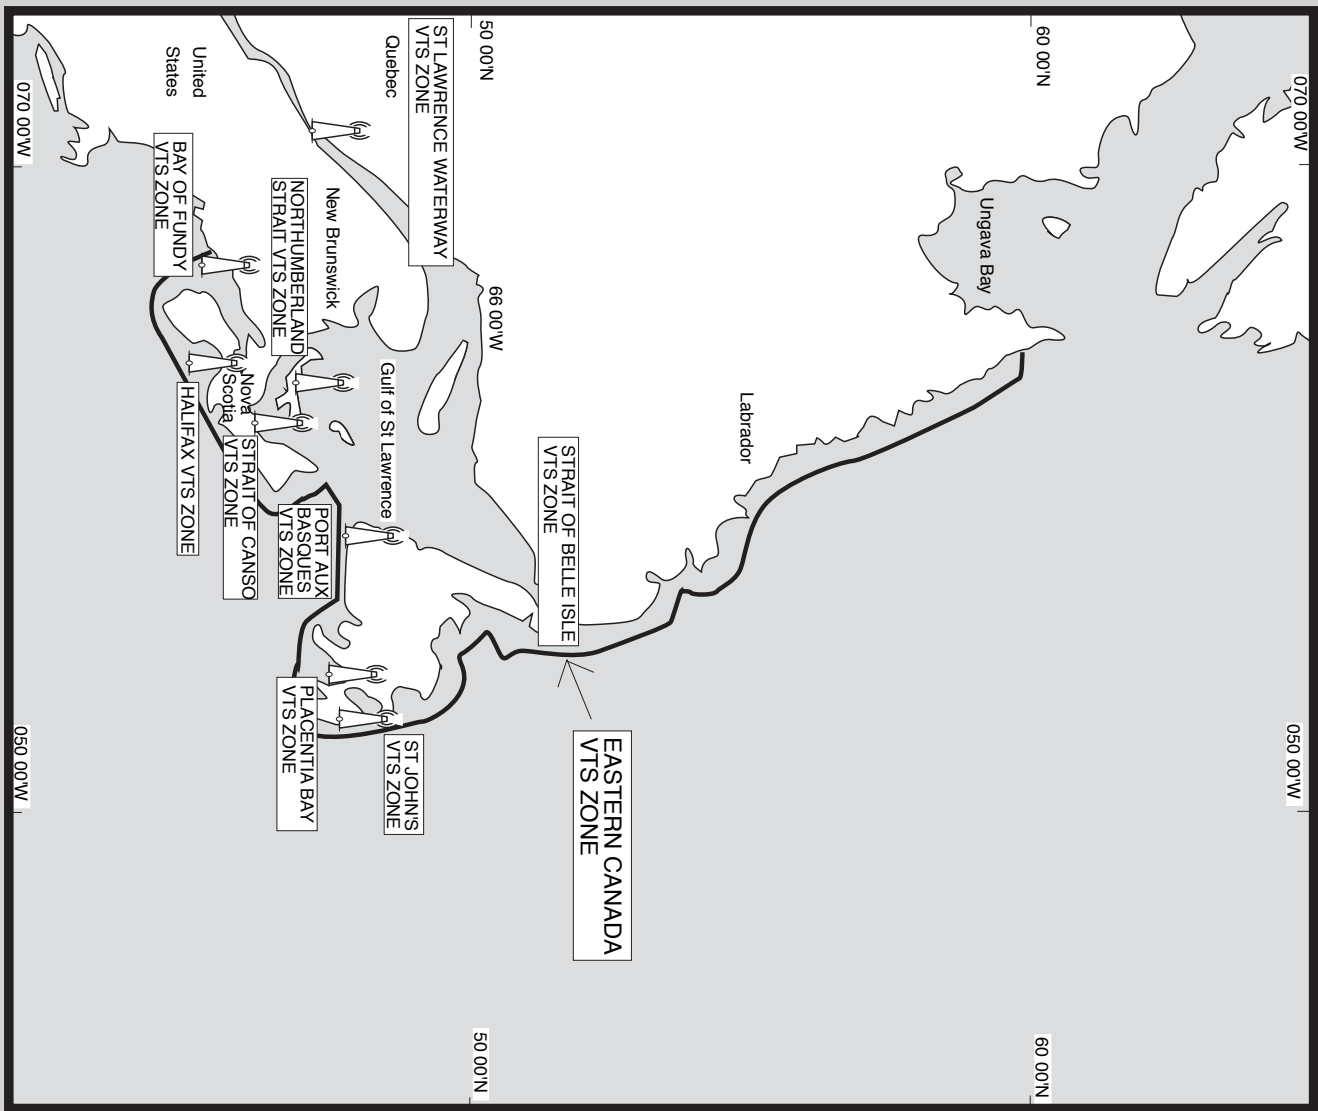 070 00'W
050 00'W
60 00'N
60 00'N
Ungava Bay
Labrador
EASTERN CANADA
VTS ZONE
STRAIT OF BELLE ISLE
VTS ZONE
50 00'N
66 00'W
50 00'N
ST LAWRENCE WATERWAY
VTS ZONE
Quebec
Gulf of St Lawrence
ST JOHN'S
VTS ZONE
New Brunswick
PORT AUX
BASQUES
VTS ZONE
NORTHUMBERLAND
STRAIT VTS ZONE
PLACENTIA BAY
VTS ZONE
Nova
Scotia
STRAIT OF CANSO
VTS ZONE
United
States
BAY OF FUNDY
VTS ZONE
HALIFAX VTS ZONE
070 00'W
050 00'W